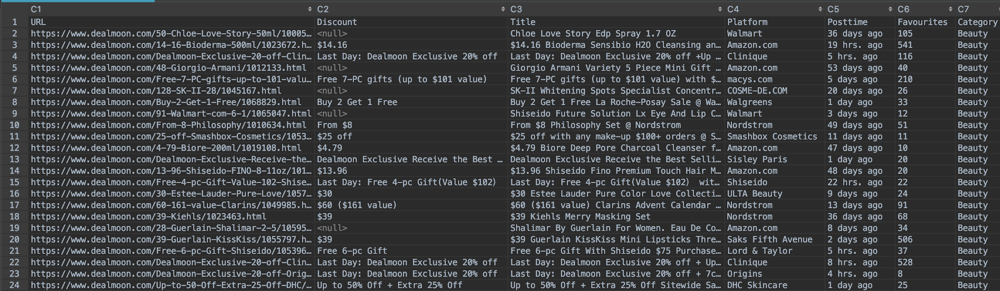 C1 C2 C3 C4 C5 C6 C7
1 URL Discount Title Platform Posttime Favourites Category
2 https://www.dealmoon.com/50-Chloe-Love-Story-50ml/10005… <null> Chloe Love Story Edp Spray 1.7 OZ Walmart 36 days ago 105 Beauty
3 https://www.dealmoon.com/14-16-Bioderma-500ml/1023672.h… $14.16 $14.16 Bioderma Sensibio H2O Cleansing an… Amazon.com 19 hrs. ago 541 Beauty
4 https://www.dealmoon.com/Dealmoon-Exclusive-20-off-Clin… Last Day: Dealmoon Exclusive 20% off Last Day: Dealmoon Exclusive 20% off +Up … Clinique 5 hrs. ago 116 Beauty
5 https://www.dealmoon.com/48-Giorgio-Armani/1012133.html <null> Giorgio Armani Variety 5 Piece Mini Gift … Amazon.com 53 days ago 40 Beauty
6 https://www.dealmoon.com/Free-7-PC-gifts-up-to-101-valu… Free 7-PC gifts (up to $101 value) Free 7-PC gifts (up to $101 value) with $… macys.com 5 days ago 210 Beauty
7 https://www.dealmoon.com/128-SK-II-28/1045167.html <null> SK-II Whitening Spots Specialist Concentr… COSME-DE.COM 20 days ago 26 Beauty
8 https://www.dealmoon.com/Buy-2-Get-1-Free/1068829.html Buy 2 Get 1 Free Buy 2 Get 1 Free La Roche-Posay Sale @ Wa… Walgreens 1 day ago 33 Beauty
9 https://www.dealmoon.com/91-Walmart-com-6-1/1065047.html <null> Shiseido Future Solution Lx Eye And Lip C… Walmart 3 days ago 12 Beauty
10 https://www.dealmoon.com/From-8-Philosophy/1010634.html From $8 From $8 Philosophy Set @ Nordstrom Nordstrom 49 days ago 51 Beauty
11 https://www.dealmoon.com/25-off-Smashbox-Cosmetics/1053… $25 off $25 off with any make-up $100+ orders @ S… Smashbox Cosmetics 11 days ago 11 Beauty
12 https://www.dealmoon.com/4-79-Biore-200ml/1019108.html $4.79 $4.79 Biore Deep Pore Charcoal Cleanser f… Amazon.com 47 days ago 10 Beauty
13 https://www.dealmoon.com/Dealmoon-Exclusive-Receive-the… Dealmoon Exclusive Receive the Best … Dealmoon Exclusive Receive the Best Selli… Sisley Paris 1 day ago 20 Beauty
14 https://www.dealmoon.com/13-96-Shiseido-FINO-8-11oz/101… $13.96 $13.96 Shiseido Fino Premium Touch Hair M… Amazon.com 48 days ago 20 Beauty
15 https://www.dealmoon.com/Free-4-pc-Gift-Value-102-Shise… Last Day: Free 4-pc Gift(Value $102) Last Day: Free 4-pc Gift(Value $102)  wit… Shiseido 22 hrs. ago 22 Beauty
16 https://www.dealmoon.com/30-Estee-Lauder-Pure-Love/1057… $30 $30 Estee Lauder Pure Color Love Collecti… ULTA Beauty 9 days ago 24 Beauty
17 https://www.dealmoon.com/60-161-value-Clarins/1049985.h… $60 ($161 value) $60 ($161 value) Clarins Advent Calendar … Nordstrom 13 days ago 91 Beauty
18 https://www.dealmoon.com/39-Kiehls/1023463.html $39 $39 Kiehls Merry Masking Set Nordstrom 36 days ago 68 Beauty
19 https://www.dealmoon.com/28-Guerlain-Shalimar-2-5/10595… <null> Shalimar By Guerlain For Women. Eau De Co… Amazon.com 8 days ago 34 Beauty
20 https://www.dealmoon.com/39-Guerlain-KissKiss/1055797.h… $39 $39 Guerlain KissKiss Mini Lipsticks Thre… Saks Fifth Avenue 2 days ago 506 Beauty
21 https://www.dealmoon.com/Free-6-pc-Gift-Shiseido/105396… Free 6-pc Gift Free 6-pc Gift With Shiseido $75 Purchase… Lord & Taylor 5 hrs. ago 37 Beauty
22 https://www.dealmoon.com/Dealmoon-Exclusive-20-off-Clin… Last Day: Dealmoon Exclusive 20% off Last Day: Dealmoon Exclusive 20% off + Up… Clinique 8 hrs. ago 528 Beauty
23 https://www.dealmoon.com/Dealmoon-Exclusive-20-off-Orig… Last Day: Dealmoon Exclusive 20% off Last Day: Dealmoon Exclusive 20% off + 7c… Origins 4 hrs. ago 8 Beauty
24 https://www.dealmoon.com/Up-to-50-Off-Extra-25-Off-DHC/… Up to 50% Off + Extra 25% Off Up to 50% Off + Extra 25% Off Sitewide Sa… DHC Skincare 1 day ago 25 Beauty